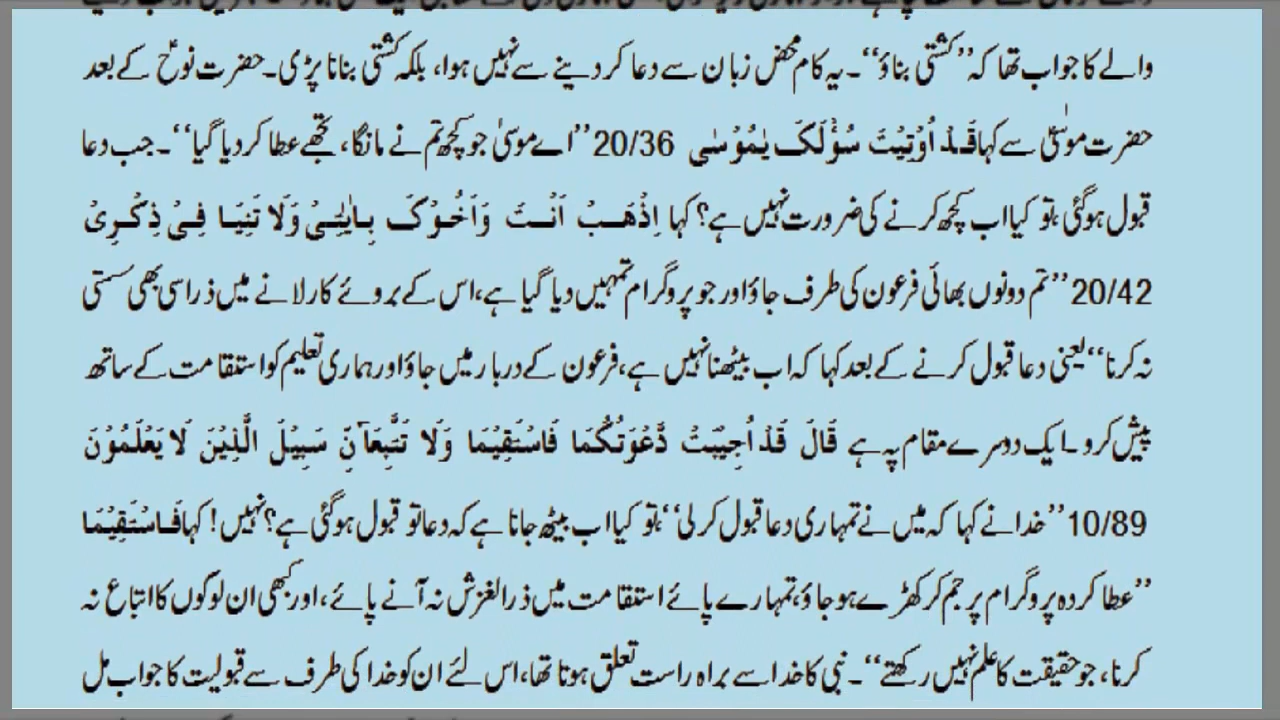 والے کا جواب تھا کہ ’’کشتی بناؤ‘‘۔ یہ کام محض زبان سے دعا کر دینے سے نہیں ہوا، بلکہ کشتی بنانا پڑی۔ حضرت نوحؑ کے بعد
حضرت موسیٰؑ سے کہا قَدْ اُوْتِیْتَ سُؤْلَکَ یٰمُوْسٰی 20/36 ’’اے موسیٰ جو کچھ تم نے مانگا، تجھے عطا کر دیا گیا‘‘۔ جب دعا
قبول ہوگئی، تو کیا اب کچھ کرنے کی ضرورت نہیں ہے؟ کہا اِذْھَبْ اَنْتَ وَاَخُوْکَ بِاٰیٰتِیْ وَلَا تَنِیَا فِیْ ذِکْرِیْ
20/42 ’’تم دونوں بھائی فرعون کی طرف جاؤ اور جو پروگرام تمہیں دیا گیا ہے، اس کے بروئے کار لانے میں ذرا سی بھی سستی
نہ کرنا‘‘ یعنی دعا قبول کرنے کے بعد کہا کہ اب بیٹھنا نہیں ہے، فرعون کے دربار میں جاؤ اور ہماری تعلیم کو استقامت کے ساتھ
پیش کرو۔ ایک دوسرے مقام پہ ہے قَالَ قَدْ اُجِیْبَتْ دَّعْوَتُکُمَا فَاسْتَقِیْمَا وَلَا تَتَّبِعٰٓانِّ سَبِیْلَ الَّذِیْنَ لَا یَعْلَمُوْنَ
10/89 ’’خدا نے کہا کہ میں نے تمہاری دعا قبول کر لی‘‘، تو کیا اب بیٹھ جانا ہے کہ دعا تو قبول ہوگئی ہے؟ نہیں! کہا فَاسْتَقِیْمَا
’’عطا کردہ پروگرام پر جم کر کھڑے ہو جاؤ، تمہارے پائے استقامت میں ذرا لغزش نہ آنے پائے، اور کبھی ان لوگوں کا اتباع نہ
کرنا، جو حقیقت کا علم نہیں رکھتے‘‘۔ نبی کا خدا سے براہ راست تعلق ہوتا تھا، اس لئے ان کو خدا کی طرف سے قبولیت کا جواب مل